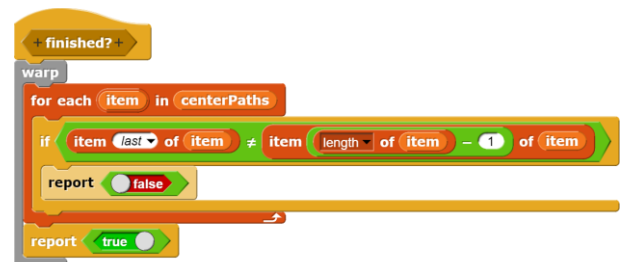 + finished? +
warp
for each item in centerPaths
if item last of item ≠ item length of item − 1 of item
report false
report true